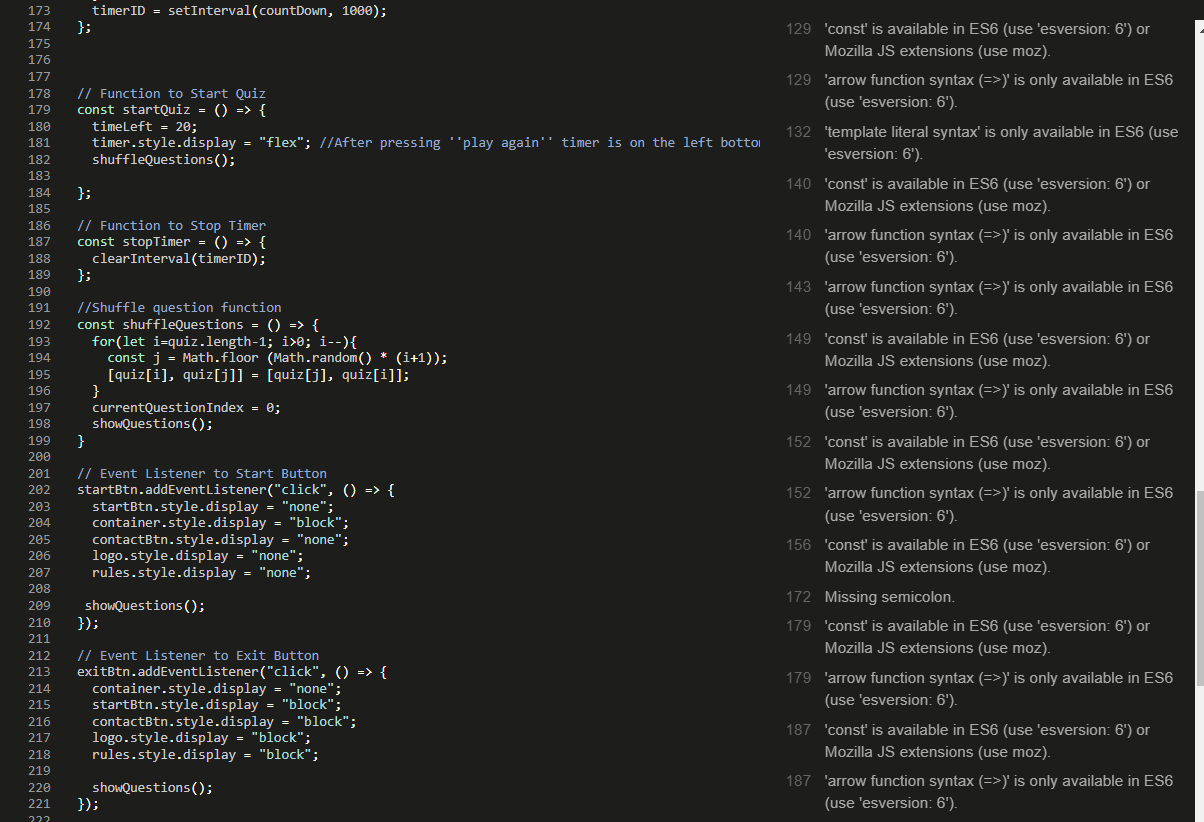 173 timerID = setInterval(countDown, 1000);
174 };
175
176
177
178 // Function to Start Quiz
179 const startQuiz = () => {
180 timeLeft = 20;
181 timer.style.display = "flex"; //After pressing ''play again'' timer is on the left bottom
182 shuffleQuestions();
183
184 };
185
186 // Function to Stop Timer
187 const stopTimer = () => {
188 clearInterval(timerID);
189 };
190
191 //Shuffle question function
192 const shuffleQuestions = () => {
193 for(let i=quiz.length-1; i>0; i--){
194 const j = Math.floor (Math.random() * (i+1));
195 [quiz[i], quiz[j]] = [quiz[j], quiz[i]];
196 }
197 currentQuestionIndex = 0;
198 showQuestions();
199 }
200
201 // Event Listener to Start Button
202 startBtn.addEventListener("click", () => {
203 startBtn.style.display = "none";
204 container.style.display = "block";
205 contactBtn.style.display = "none";
206 logo.style.display = "none";
207 rules.style.display = "none";
208
209 showQuestions();
210 });
211
212 // Event Listener to Exit Button
213 exitBtn.addEventListener("click", () => {
214 container.style.display = "none";
215 startBtn.style.display = "block";
216 contactBtn.style.display = "block";
217 logo.style.display = "block";
218 rules.style.display = "block";
219
220 showQuestions();
221 });
222
129 'const' is available in ES6 (use 'esversion: 6') or
Mozilla JS extensions (use moz).
129 'arrow function syntax (=>)' is only available in ES6
(use 'esversion: 6').
132 'template literal syntax' is only available in ES6 (use
'esversion: 6').
140 'const' is available in ES6 (use 'esversion: 6') or
Mozilla JS extensions (use moz).
140 'arrow function syntax (=>)' is only available in ES6
(use 'esversion: 6').
143 'arrow function syntax (=>)' is only available in ES6
(use 'esversion: 6').
149 'const' is available in ES6 (use 'esversion: 6') or
Mozilla JS extensions (use moz).
149 'arrow function syntax (=>)' is only available in ES6
(use 'esversion: 6').
152 'const' is available in ES6 (use 'esversion: 6') or
Mozilla JS extensions (use moz).
152 'arrow function syntax (=>)' is only available in ES6
(use 'esversion: 6').
156 'const' is available in ES6 (use 'esversion: 6') or
Mozilla JS extensions (use moz).
172 Missing semicolon.
179 'const' is available in ES6 (use 'esversion: 6') or
Mozilla JS extensions (use moz).
179 'arrow function syntax (=>)' is only available in ES6
(use 'esversion: 6').
187 'const' is available in ES6 (use 'esversion: 6') or
Mozilla JS extensions (use moz).
187 'arrow function syntax (=>)' is only available in ES6
(use 'esversion: 6').